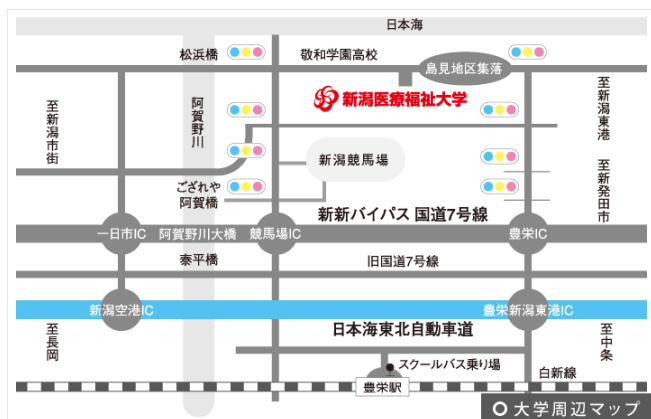 日本海
松浜橋
敬和学園高校
島見地区集落
新潟医療福祉大学
至新潟東港
至新潟市街
阿賀野川
新潟競馬場
至新発田市
ござれや
阿賀橋
新新バイパス 国道7号線
一日市IC
阿賀野川大橋
競馬場IC
豊栄IC
泰平橋
旧国道7号線
新潟空港IC
豊栄新潟東港IC
至長岡
日本海東北自動車道
至中条
スクールバス乗り場
白新線
豊栄駅
大学周辺マップ